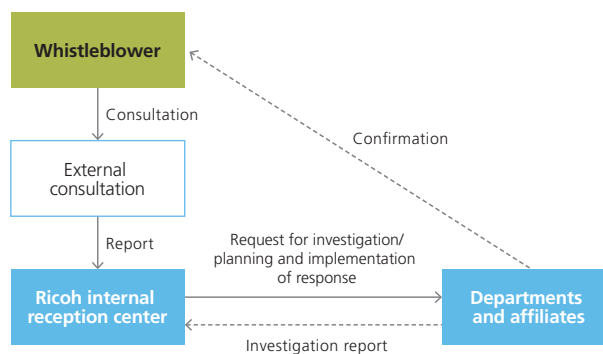 Whistleblower
Consultation
Confirmation
External
consultation
Report
Request for investigation/
planning and implementation
of response
Ricoh internal
reception center
Departments
and affiliates
Investigation report